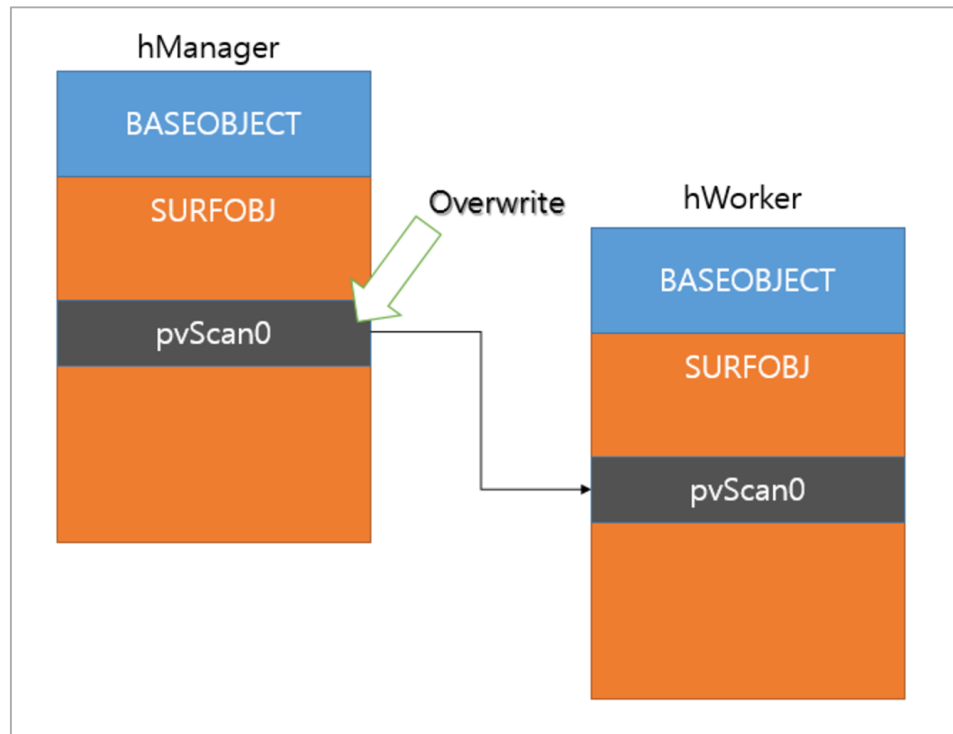 hManager
BASEOBJECT
SURFOBJ
Overwrite
pvScan0
hWorker
BASEOBJECT
SURFOBJ
pvScan0